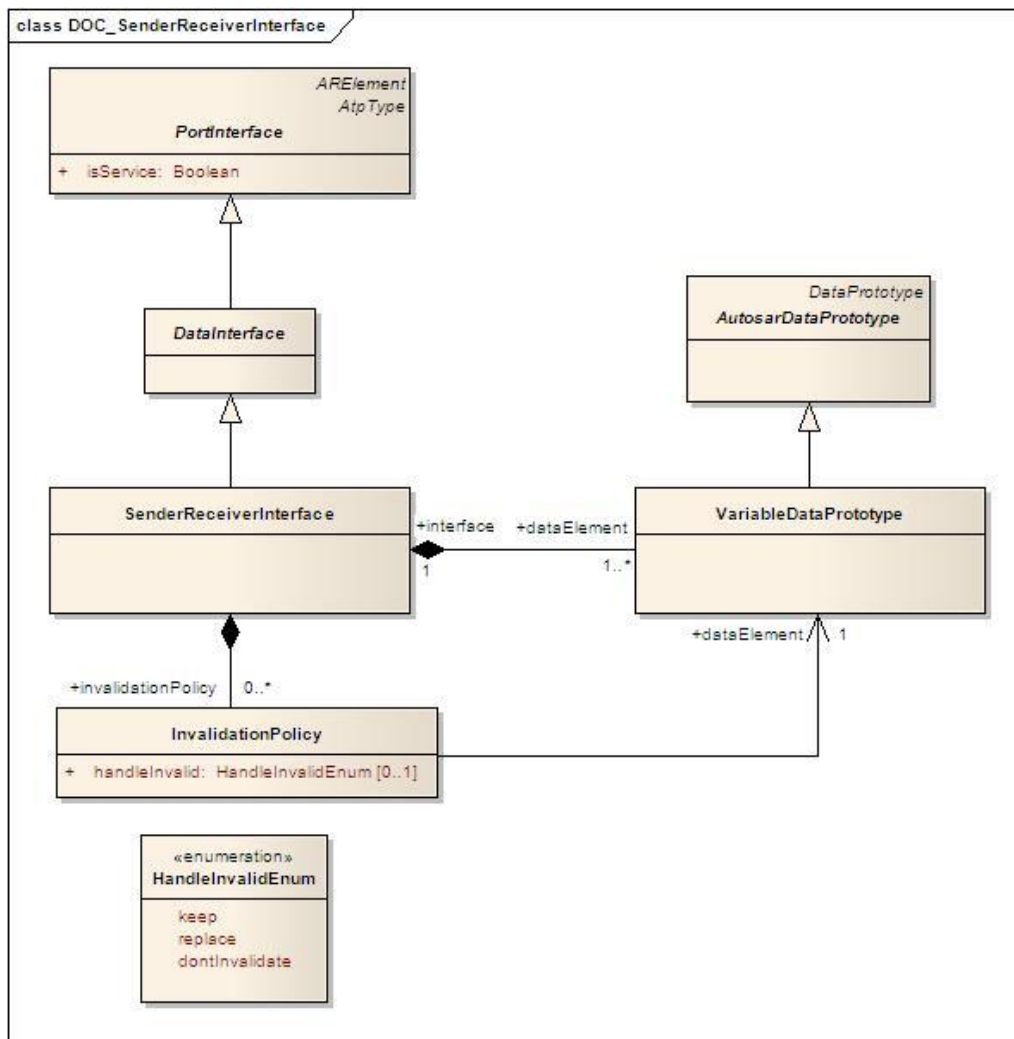 class DOC_SenderReceiverInterface
ARElement
AtpType
PortInterface
+ isService: Boolean
DataInterface
DataPrototype
AutosarDataPrototype
SenderReceiverInterface
+interface
+dataElement
1
1..*
VariableDataPrototype
+dataElement
1
+invalidationPolicy
0..*
InvalidationPolicy
+ handleInvalid: HandleInvalidEnum [0..1]
«enumeration»
HandleInvalidEnum
keep
replace
dontInvalidate